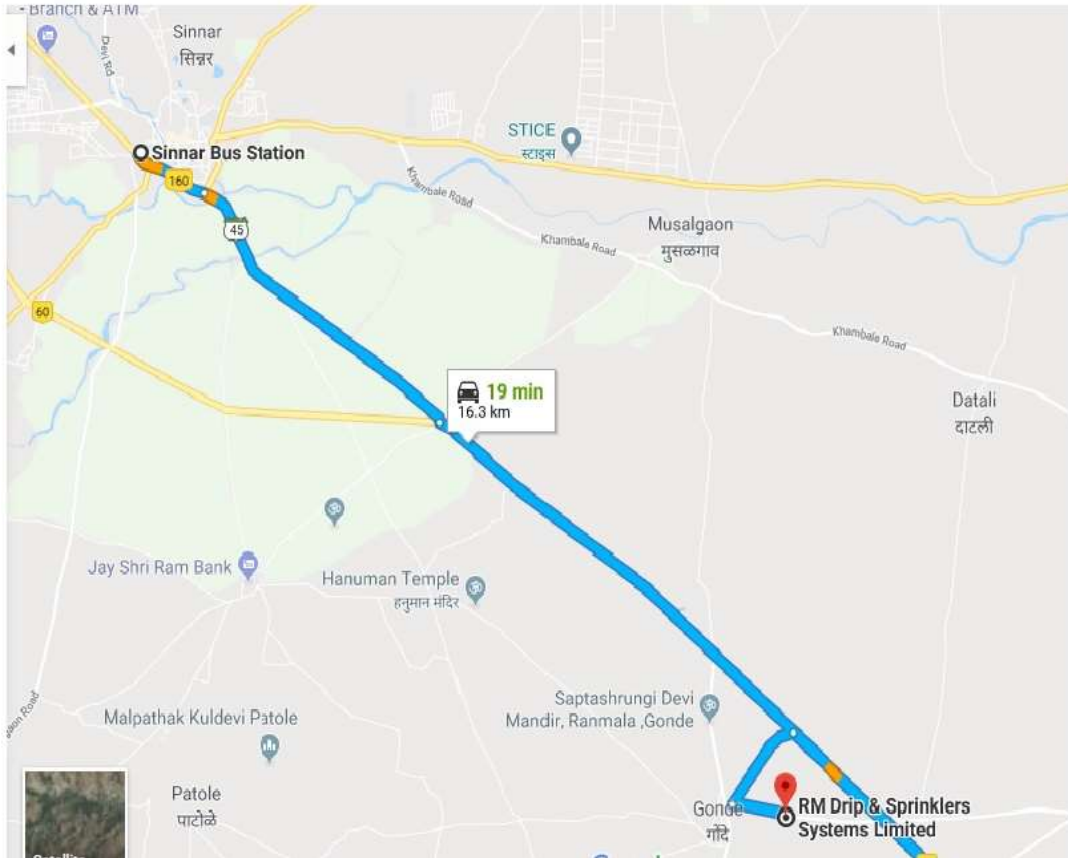 - Branch & ATM
Sinnar
सिन्नर
Devi Rd
Sinnar Bus Station
160
45
STICE
स्टाइस
Khambale Road
Khambale Road
Musalgaon
मुसळगाव
Khambale Road
60
19 min
16.3 km
Datali
दाटली
Jay Shri Ram Bank
Hanuman Temple
हनुमान मंदिर
Saptashrungi Devi
Mandir, Ranmala ,Gonde
Malpathak Kuldevi Patole
Patole
पाटोळे
Gonde
गोंदे
RM Drip & Sprinklers
Systems Limited